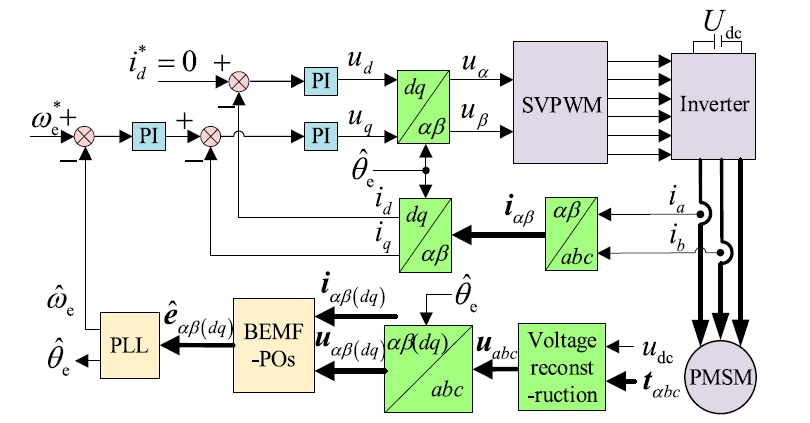 U_dc
i_d^* = 0 + PI u_d dq αβ u_α SVPWM Inverter
−
ω_e^* + PI + PI u_q u_β
− −
θ̂_e
i_d dq αβ i_αβ αβ abc i_a
i_q i_b
ω̂_e i_αβ(dq) θ̂_e
PLL ê_αβ(dq) BEMF
-POs
u_αβ(dq) αβ(dq) abc u_abc Voltage
reconst
-ruction
u_dc
t_αbc
PMSM
θ̂_e